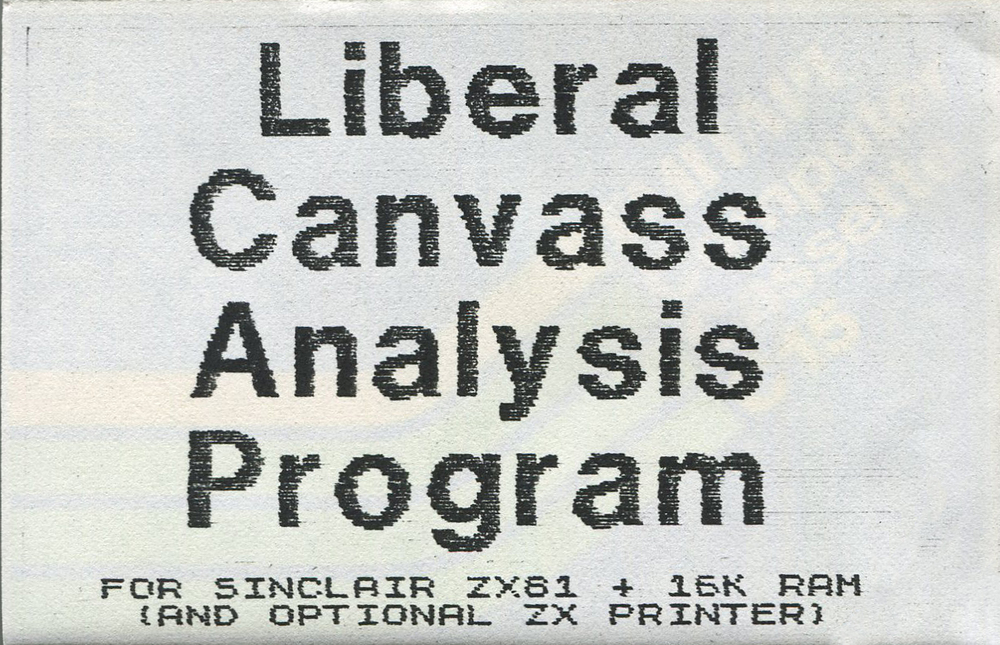 Liberal
Canvass
Analysis
Program
FOR SINCLAIR ZX81 + 16K RAM
(AND OPTIONAL ZX PRINTER)